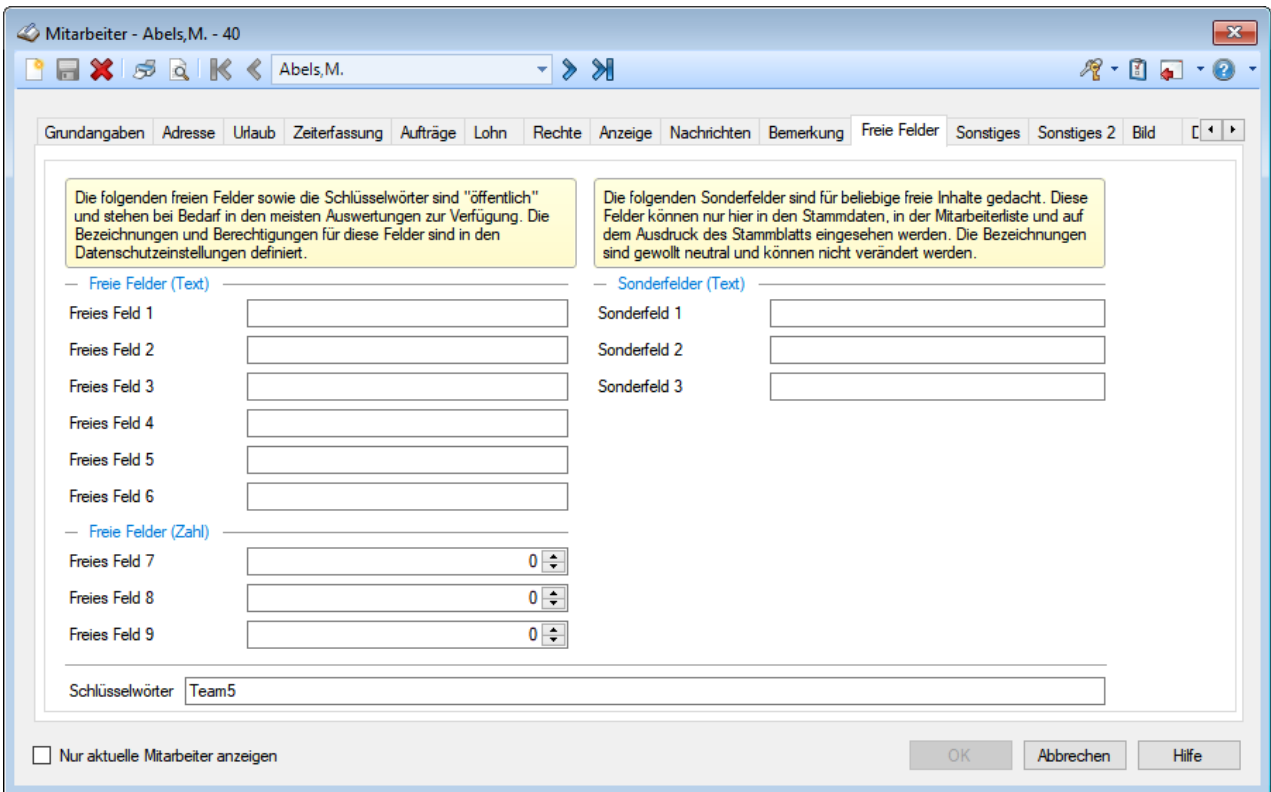 Mitarbeiter - Abels,M. - 40
Abels,M.
Grundangaben Adresse Urlaub Zeiterfassung Aufträge Lohn Rechte Anzeige Nachrichten Bemerkung Freie Felder Sonstiges Sonstiges 2 Bild
Die folgenden freien Felder sowie die Schlüsselwörter sind "öffentlich"
und stehen bei Bedarf in den meisten Auswertungen zur Verfügung. Die
Bezeichnungen und Berechtigungen für diese Felder sind in den
Datenschutzeinstellungen definiert.
Die folgenden Sonderfelder sind für beliebige freie Inhalte gedacht. Diese
Felder können nur hier in den Stammdaten, in der Mitarbeiterliste und auf
dem Ausdruck des Stammblatts eingesehen werden. Die Bezeichnungen
sind gewollt neutral und können nicht verändert werden.
Freie Felder (Text)
Freies Feld 1
Freies Feld 2
Freies Feld 3
Freies Feld 4
Freies Feld 5
Freies Feld 6
Sonderfelder (Text)
Sonderfeld 1
Sonderfeld 2
Sonderfeld 3
Freie Felder (Zahl)
Freies Feld 7 0
Freies Feld 8 0
Freies Feld 9 0
Schlüsselwörter Team5
Nur aktuelle Mitarbeiter anzeigen
OK Abbrechen Hilfe